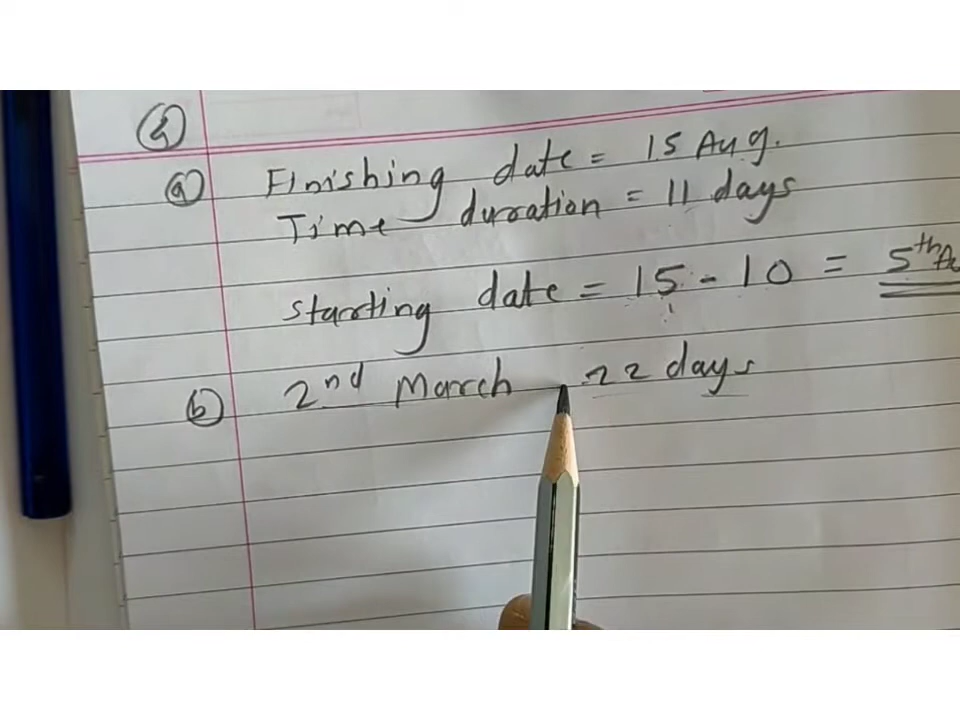 2
a Finishing date = 15 Aug.
Time duration = 11 days
Starting date = 15 - 10 = 5th
b 2nd March 22 days